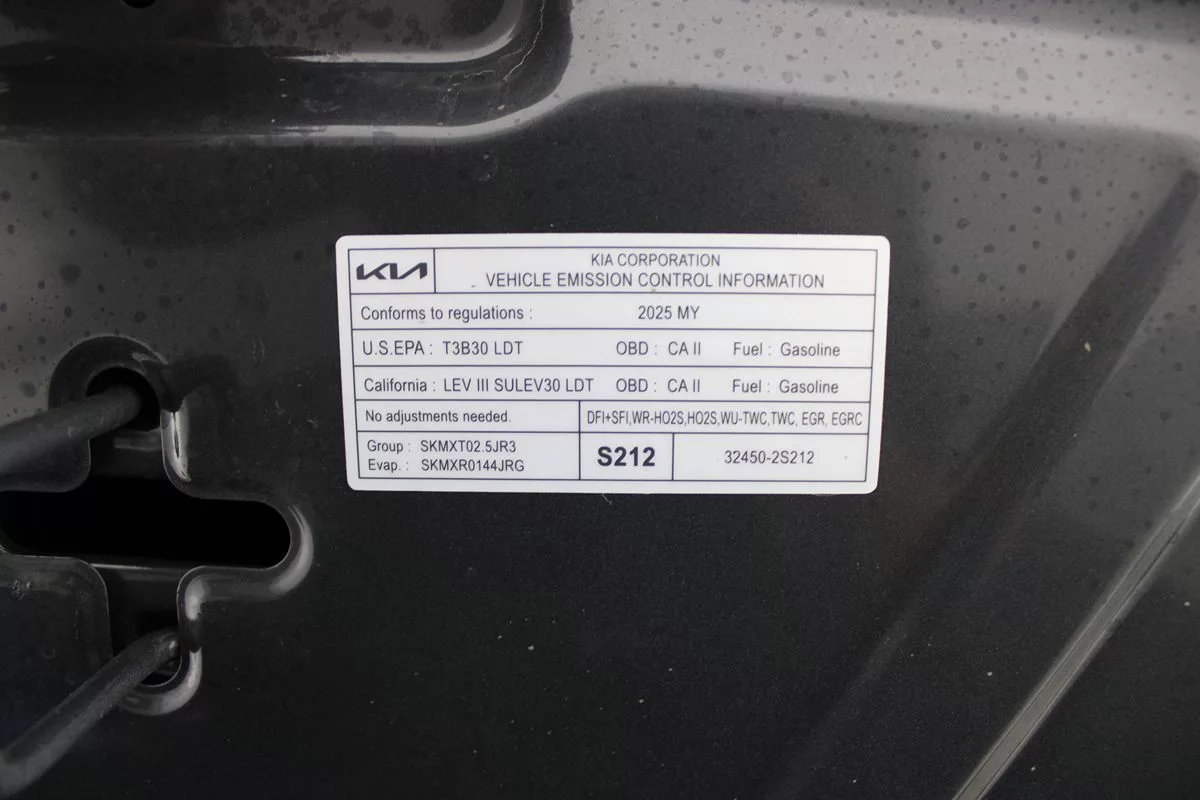 KIA KIA CORPORATION
VEHICLE EMISSION CONTROL INFORMATION
Conforms to regulations : 2025 MY
U.S.EPA : T3B30 LDT OBD : CA II Fuel : Gasoline
California : LEV III SULEV30 LDT OBD : CA II Fuel : Gasoline
No adjustments needed. DFI+SFI,WR-HO2S,HO2S,WU-TWC,TWC, EGR, EGRC
Group : SKMXT02.5JR3
Evap. : SKMXR0144JRG
S212 32450-2S212